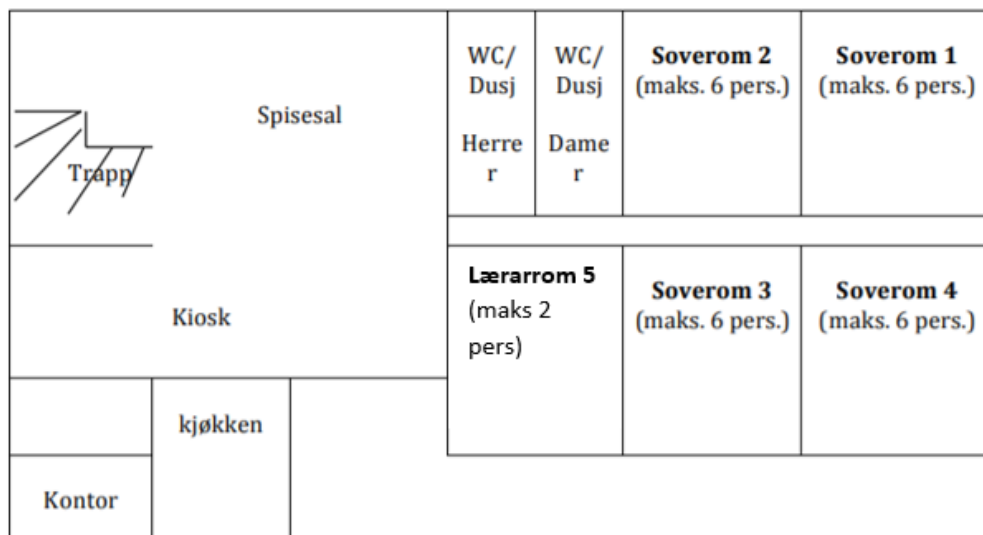 Spisesal
Trapp
Kiosk
kjøkken
Kontor
WC/
Dusj
Herre
r
WC/
Dusj
Dame
r
Soverom 2
(maks. 6 pers.)
Soverom 1
(maks. 6 pers.)
Lærarrom 5
(maks 2
pers)
Soverom 3
(maks. 6 pers.)
Soverom 4
(maks. 6 pers.)